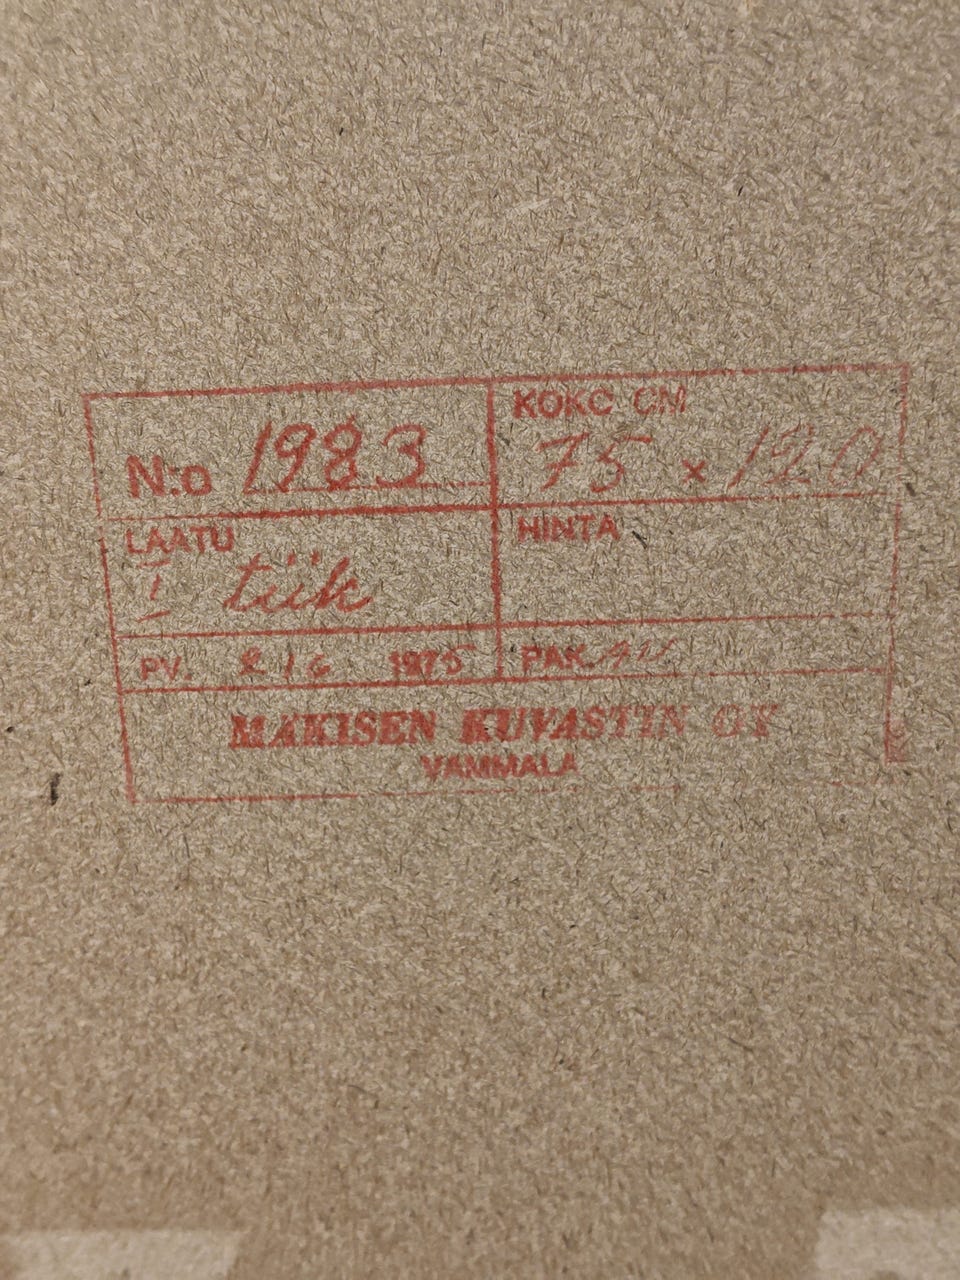 N:o 1983
KOKO CM
75 x 120
LAATU
I tiik
HINTA
PV. 1975
PAK.
MÄKISEN KUVASTIN OY
VAMMALA